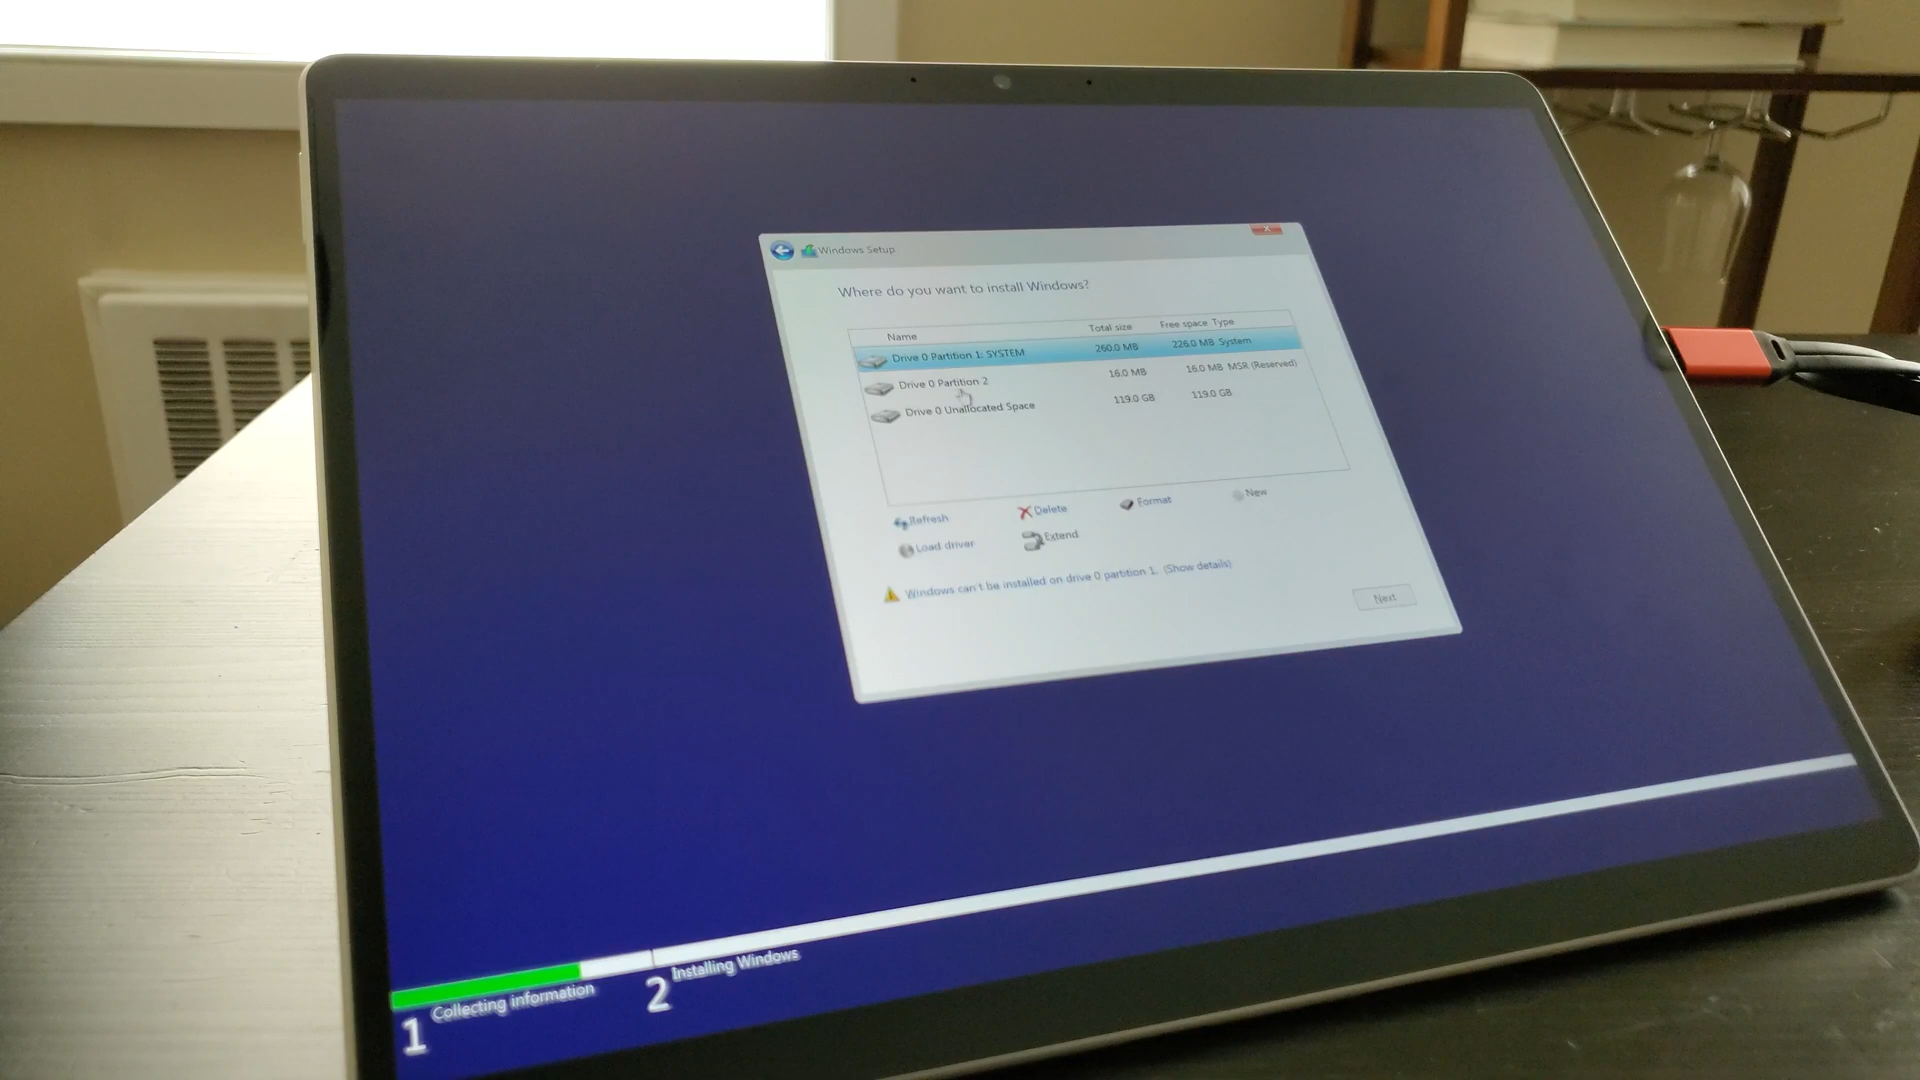 Windows Setup
Where do you want to install Windows?
Name Total size Free space Type
Drive 0 Partition 1: SYSTEM 260.0 MB 226.0 MB System
Drive 0 Partition 2 16.0 MB 16.0 MB MSR (Reserved)
Drive 0 Unallocated Space 119.0 GB 119.0 GB
Refresh Delete Format New
Load driver Extend
Windows can't be installed on drive 0 partition 1. (Show details)
Next
1 Collecting information 2 Installing Windows